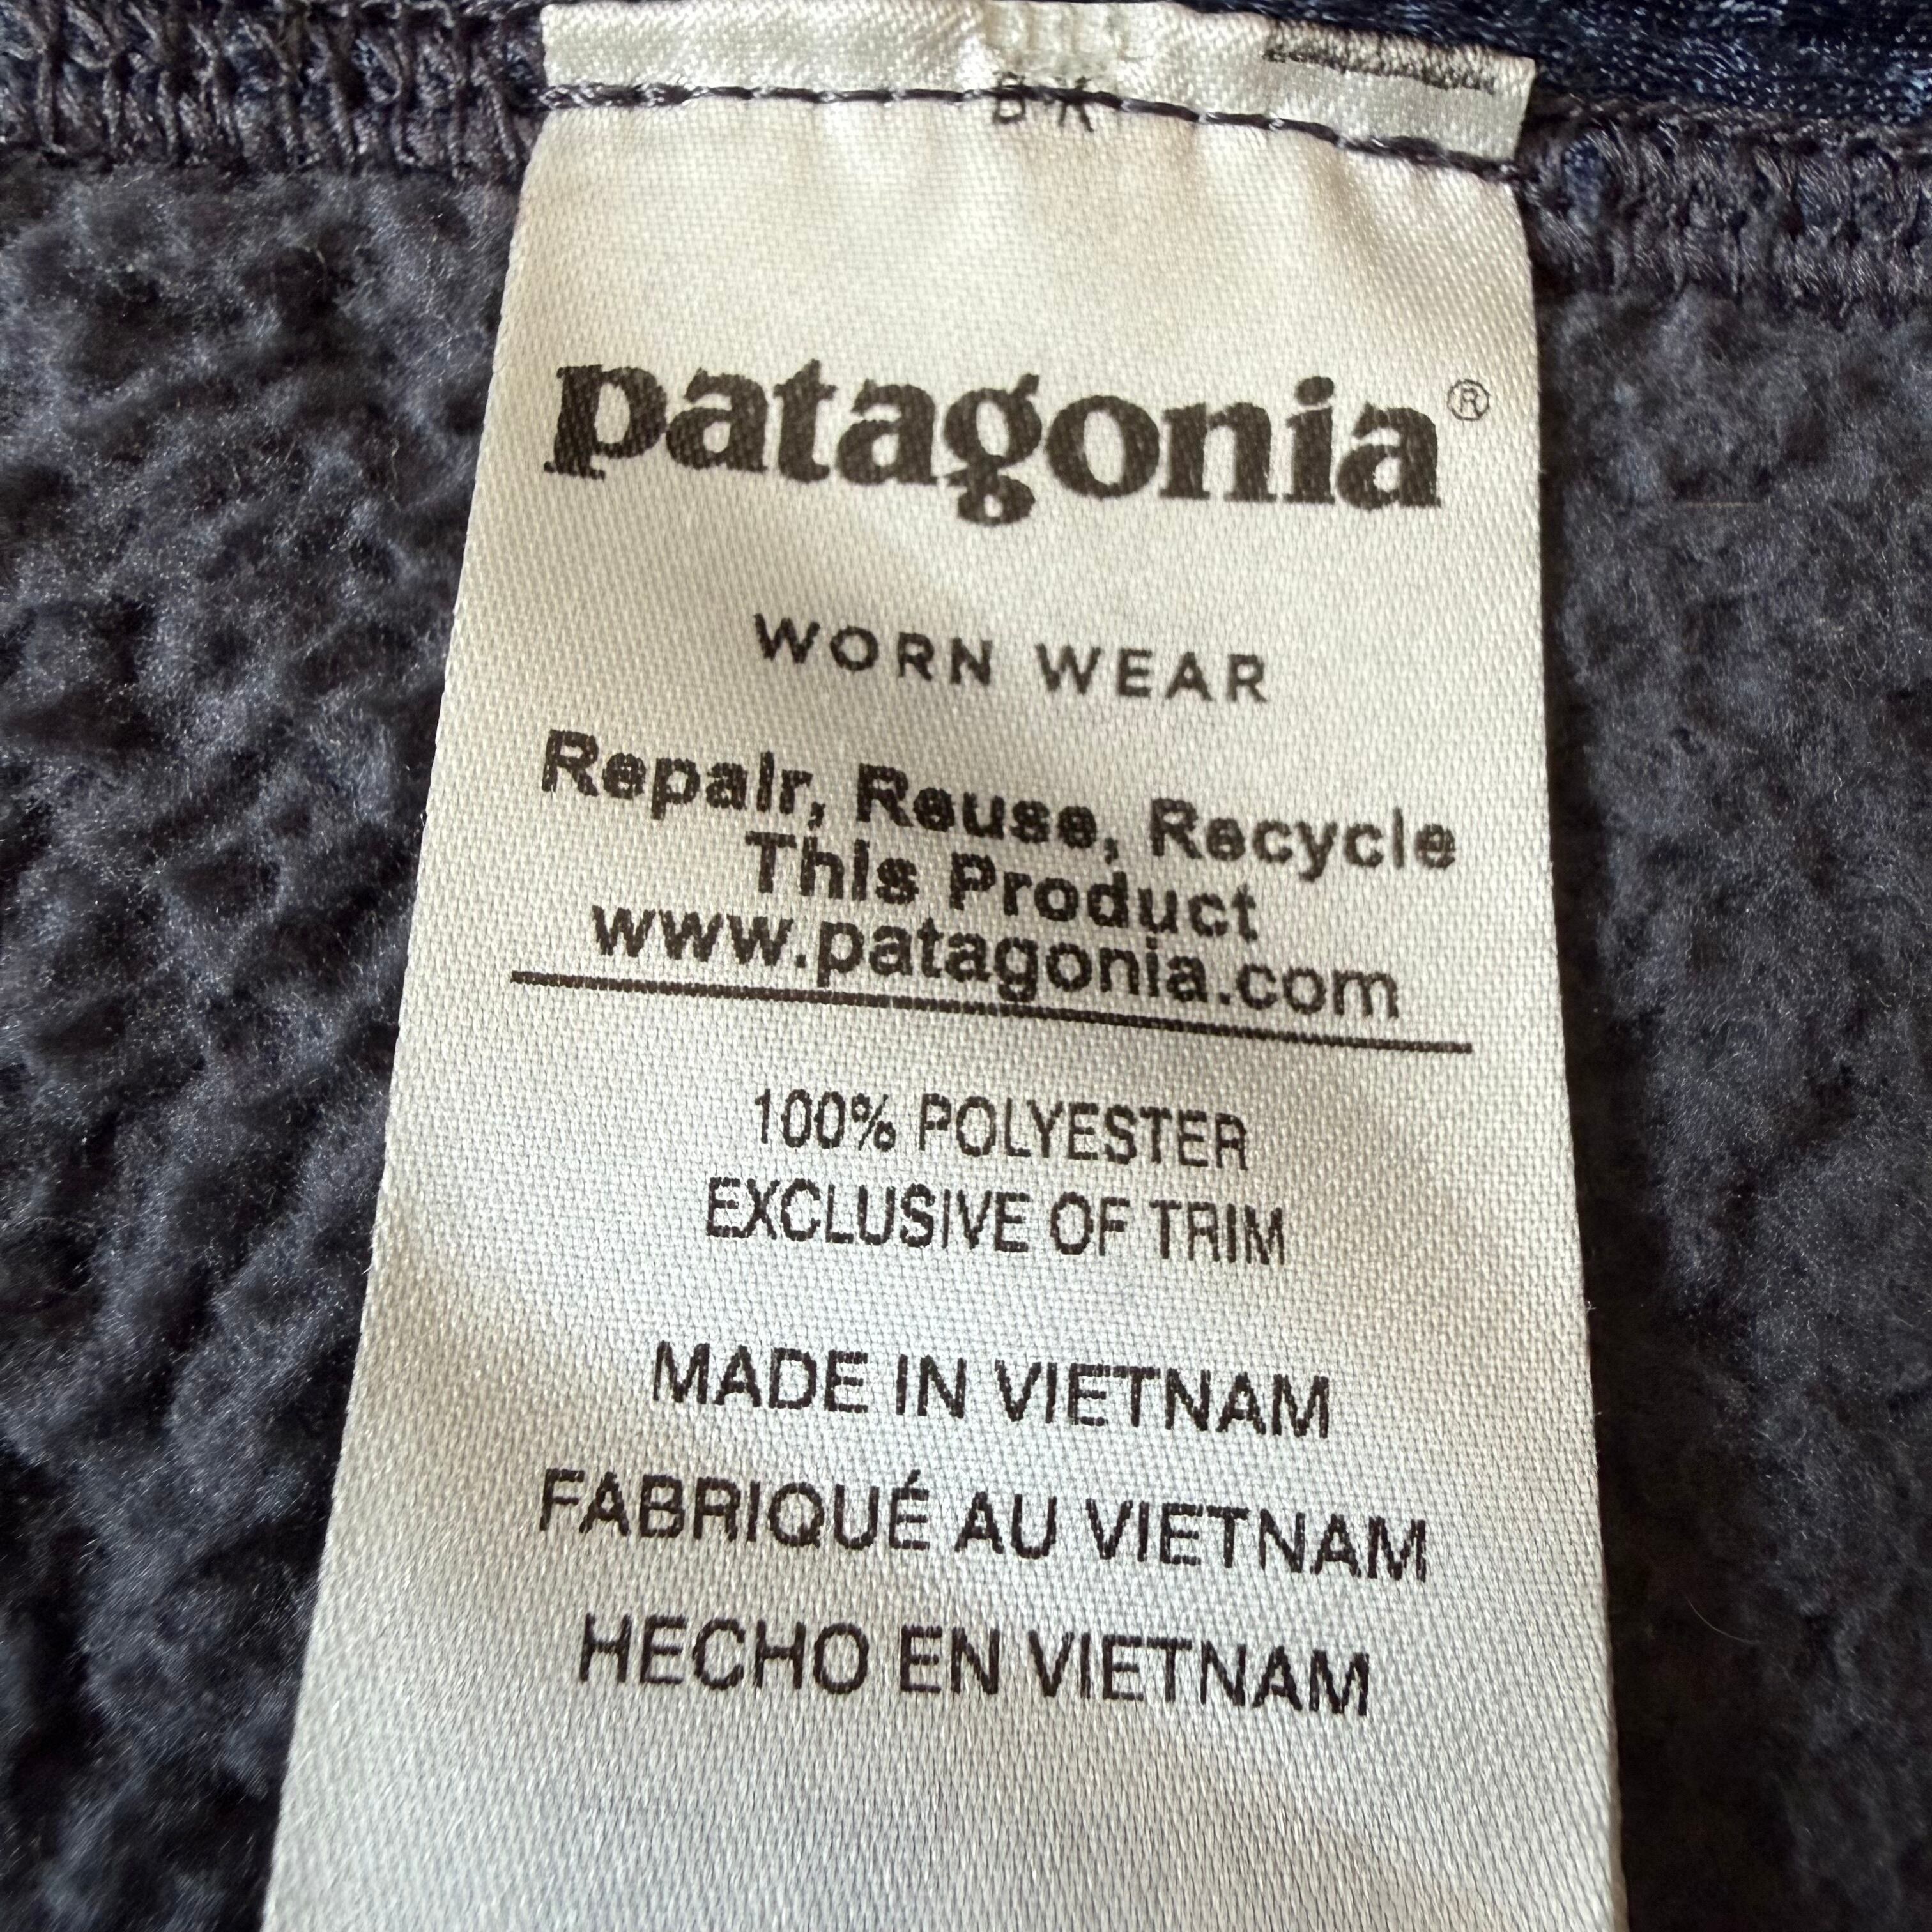 patagonia®
WORN WEAR
Repair, Reuse, Recycle
This Product
www.patagonia.com
100% POLYESTER
EXCLUSIVE OF TRIM
MADE IN VIETNAM
FABRIQUÉ AU VIETNAM
HECHO EN VIETNAM